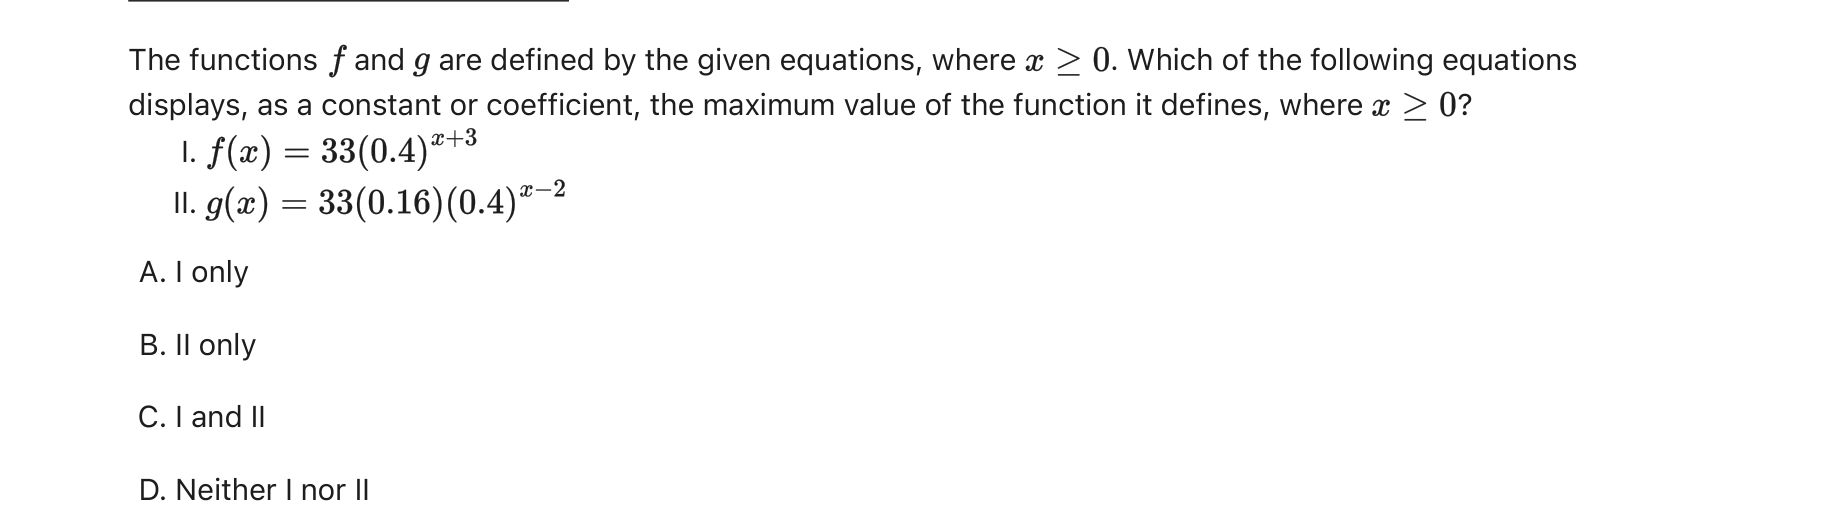 The functions f and g are defined by the given equations, where x ≥ 0. Which of the following equations
displays, as a constant or coefficient, the maximum value of the function it defines, where x ≥ 0?
I. f(x) = 33(0.4)^{x+3}
II. g(x) = 33(0.16)(0.4)^{x−2}
A. I only
B. II only
C. I and II
D. Neither I nor II